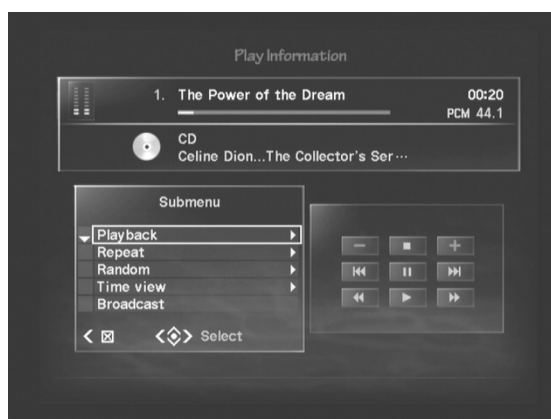 Play Information
1. The Power of the Dream 00:20
PCM 44.1
CD
Celine Dion...The Collector's Ser...
Submenu
Playback
Repeat
Random
Time view
Broadcast
Select